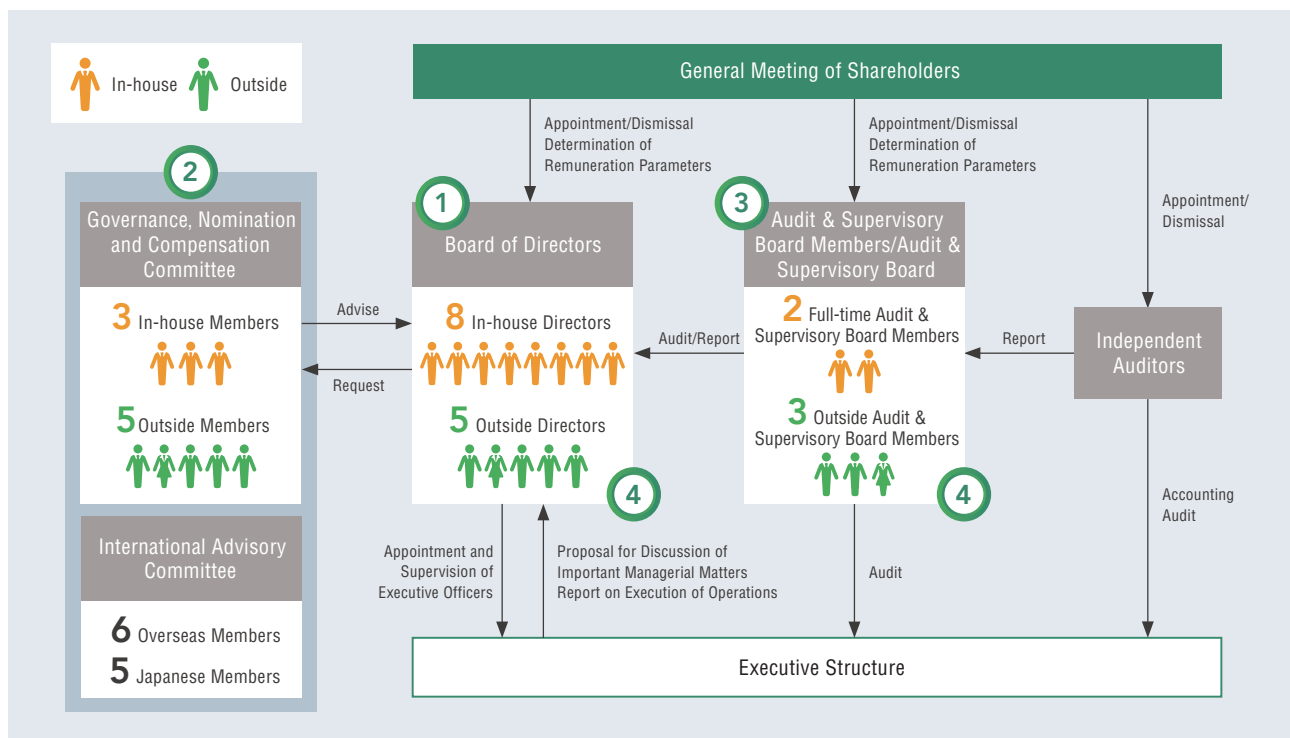 In-house
Outside
General Meeting of Shareholders
Appointment/Dismissal
Determination of
Remuneration Parameters
Appointment/Dismissal
Determination of
Remuneration Parameters
Appointment/
Dismissal
2
Governance, Nomination
and Compensation
Committee
3 In-house Members
5 Outside Members
International Advisory
Committee
6 Overseas Members
5 Japanese Members
Advise
Request
1
Board of Directors
8 In-house Directors
5 Outside Directors
4
Audit/Report
3
Audit & Supervisory
Board Members/Audit &
Supervisory Board
2 Full-time Audit &
Supervisory Board Members
3 Outside Audit &
Supervisory Board Members
4
Report
Independent
Auditors
Appointment and
Supervision of
Executive Officers
Proposal for Discussion of
Important Managerial Matters
Report on Execution of Operations
Audit
Accounting
Audit
Executive Structure